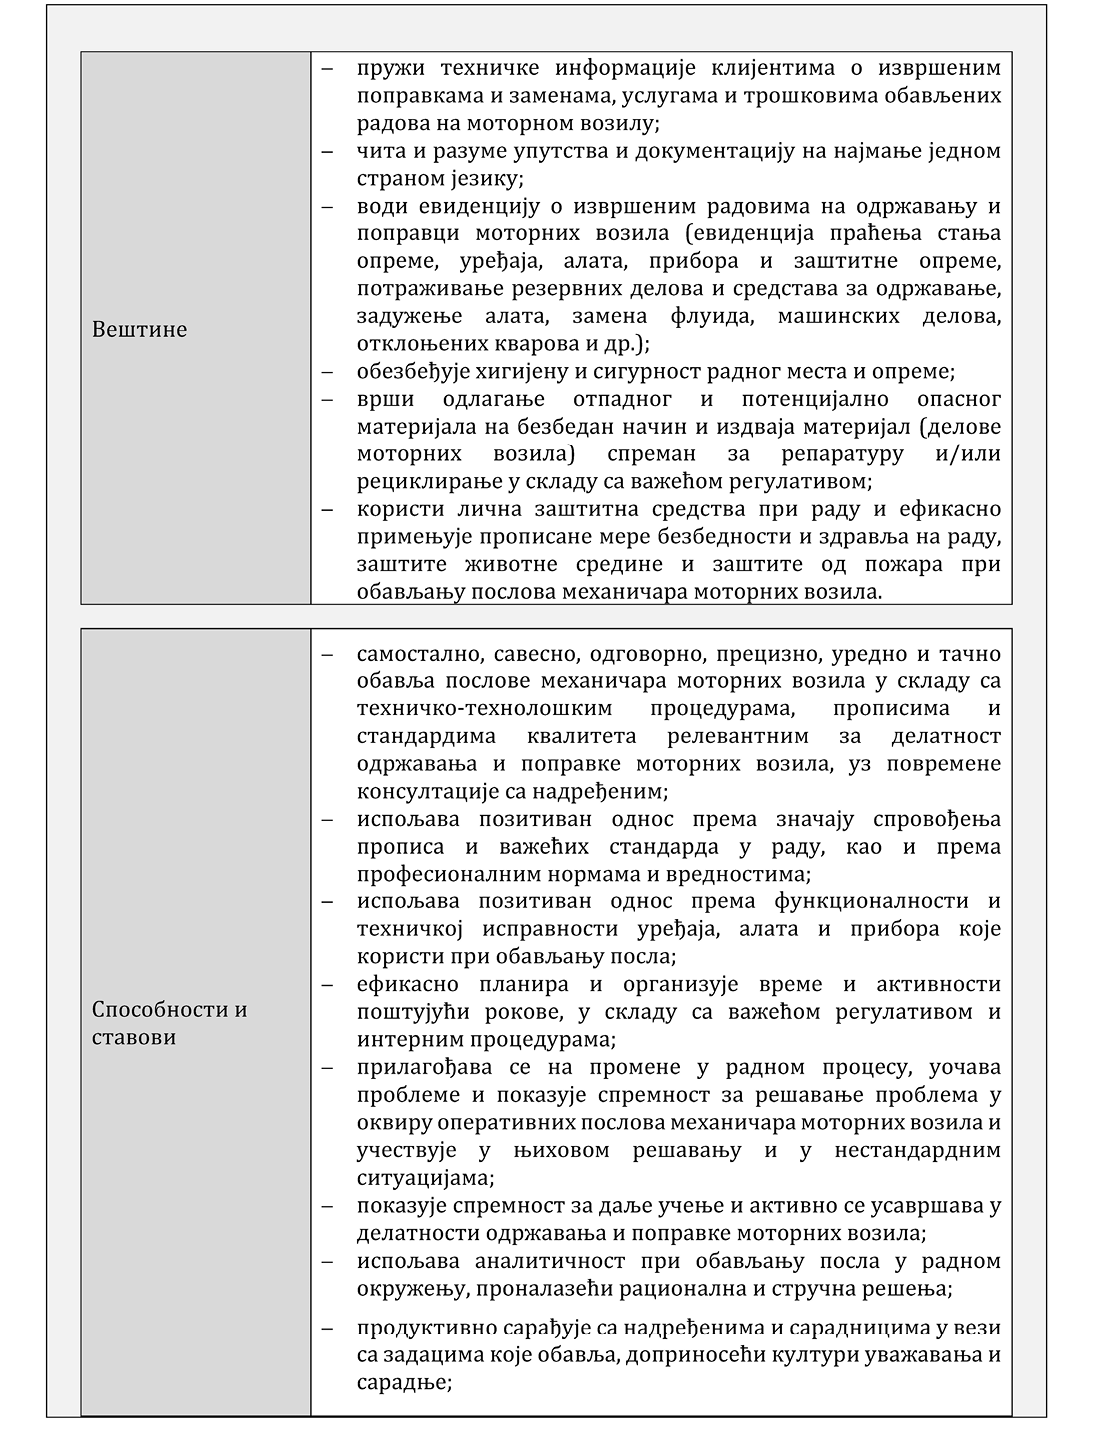 Вештине
– пружи техничке информације клијентима о извршеним
поправкама и заменама, услугама и трошковима обављених
радова на моторном возилу;
– чита и разуме упутства и документацију на најмање једном
страном језику;
– води евиденцију о извршеним радовима на одржавању и
поправци моторних возила (евиденција праћења стања
опреме, уређаја, алата, прибора и заштитне опреме,
потраживање резервних делова и средстава за одржавање,
задужење алата, замена флуида, машинских делова,
отклоњених кварова и др.);
– обезбеђује хигијену и сигурност радног места и опреме;
– врши одлагање отпадног и потенцијално опасног
материјала на безбедан начин и издваја материјал (делове
моторних возила) спреман за репаратуру и/или
рециклирање у складу са важећом регулативом;
– користи лична заштитна средства при раду и ефикасно
примењује прописане мере безбедности и здравља на раду,
заштите животне средине и заштите од пожара при
обављању послова механичара моторних возила.
Способности и
ставови
– самостално, савесно, одговорно, прецизно, уредно и тачно
обавља послове механичара моторних возила у складу са
техничко-технолошким процедурама, прописима и
стандардима квалитета релевантним за делатност
одржавања и поправке моторних возила, уз повремене
консултације са надређеним;
– испољава позитиван однос према значају спровођења
прописа и важећих стандарда у раду, као и према
професионалним нормама и вредностима;
– испољава позитиван однос према функционалности и
техничкој исправности уређаја, алата и прибора које
користи при обављању посла;
– ефикасно планира и организује време и активности
поштујући рокове, у складу са важећом регулативом и
интерним процедурама;
– прилагођава се на промене у радном процесу, уочава
проблеме и показује спремност за решавање проблема у
оквиру оперативних послова механичара моторних возила и
учествује у њиховом решавању и у нестандардним
ситуацијама;
– показује спремност за даље учење и активно се усавршава у
делатности одржавања и поправке моторних возила;
– испољава аналитичност при обављању посла у радном
окружењу, проналазећи рационална и стручна решења;
– продуктивно сарађује са надређенима и сарадницима у вези
са задацима које обавља, доприносећи култури уважавања и
сарадње;